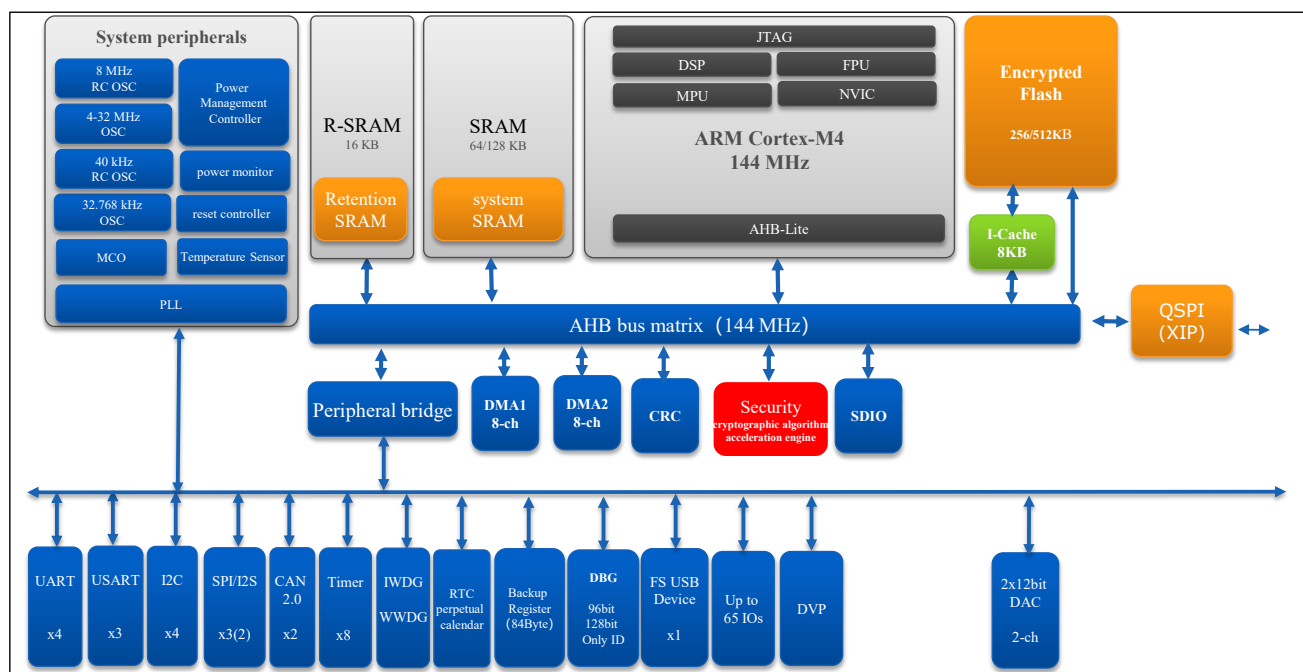 System peripherals
8 MHz
RC OSC
4-32 MHz
OSC
40 kHz
RC OSC
32.768 kHz
OSC
MCO
Power
Management
Controller
power monitor
reset controller
Temperature Sensor
PLL
R-SRAM
16 KB
Retention
SRAM
SRAM
64/128 KB
system
SRAM
JTAG
DSP
FPU
MPU
NVIC
ARM Cortex-M4
144 MHz
AHB-Lite
Encrypted
Flash
256/512KB
I-Cache
8KB
AHB bus matrix（144 MHz）
QSPI
(XIP)
Peripheral bridge
DMA1
8-ch
DMA2
8-ch
CRC
Security
cryptographic algorithm
acceleration engine
SDIO
UART
x4
USART
x3
I2C
x4
SPI/I2S
x3(2)
CAN
2.0
x2
Timer
x8
IWDG
WWDG
RTC
perpetual
calendar
Backup
Register
(84Byte)
DBG
96bit
128bit
Only ID
FS USB
Device
x1
Up to
65 IOs
DVP
2x12bit
DAC
2-ch